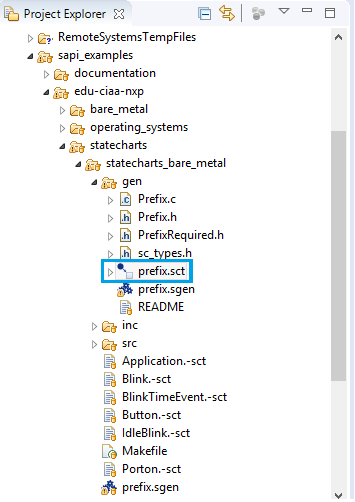 Project Explorer
RemoteSystemsTempFiles
sapi_examples
documentation
edu-ciaa-nxp
bare_metal
operating_systems
statecharts
statecharts_bare_metal
gen
Prefix.c
Prefix.h
PrefixRequired.h
sc_types.h
prefix.sct
prefix.sgen
README
inc
src
Application.-sct
Blink.-sct
BlinkTimeEvent.-sct
Button.-sct
IdleBlink.-sct
Makefile
Porton.-sct
prefix.sgen